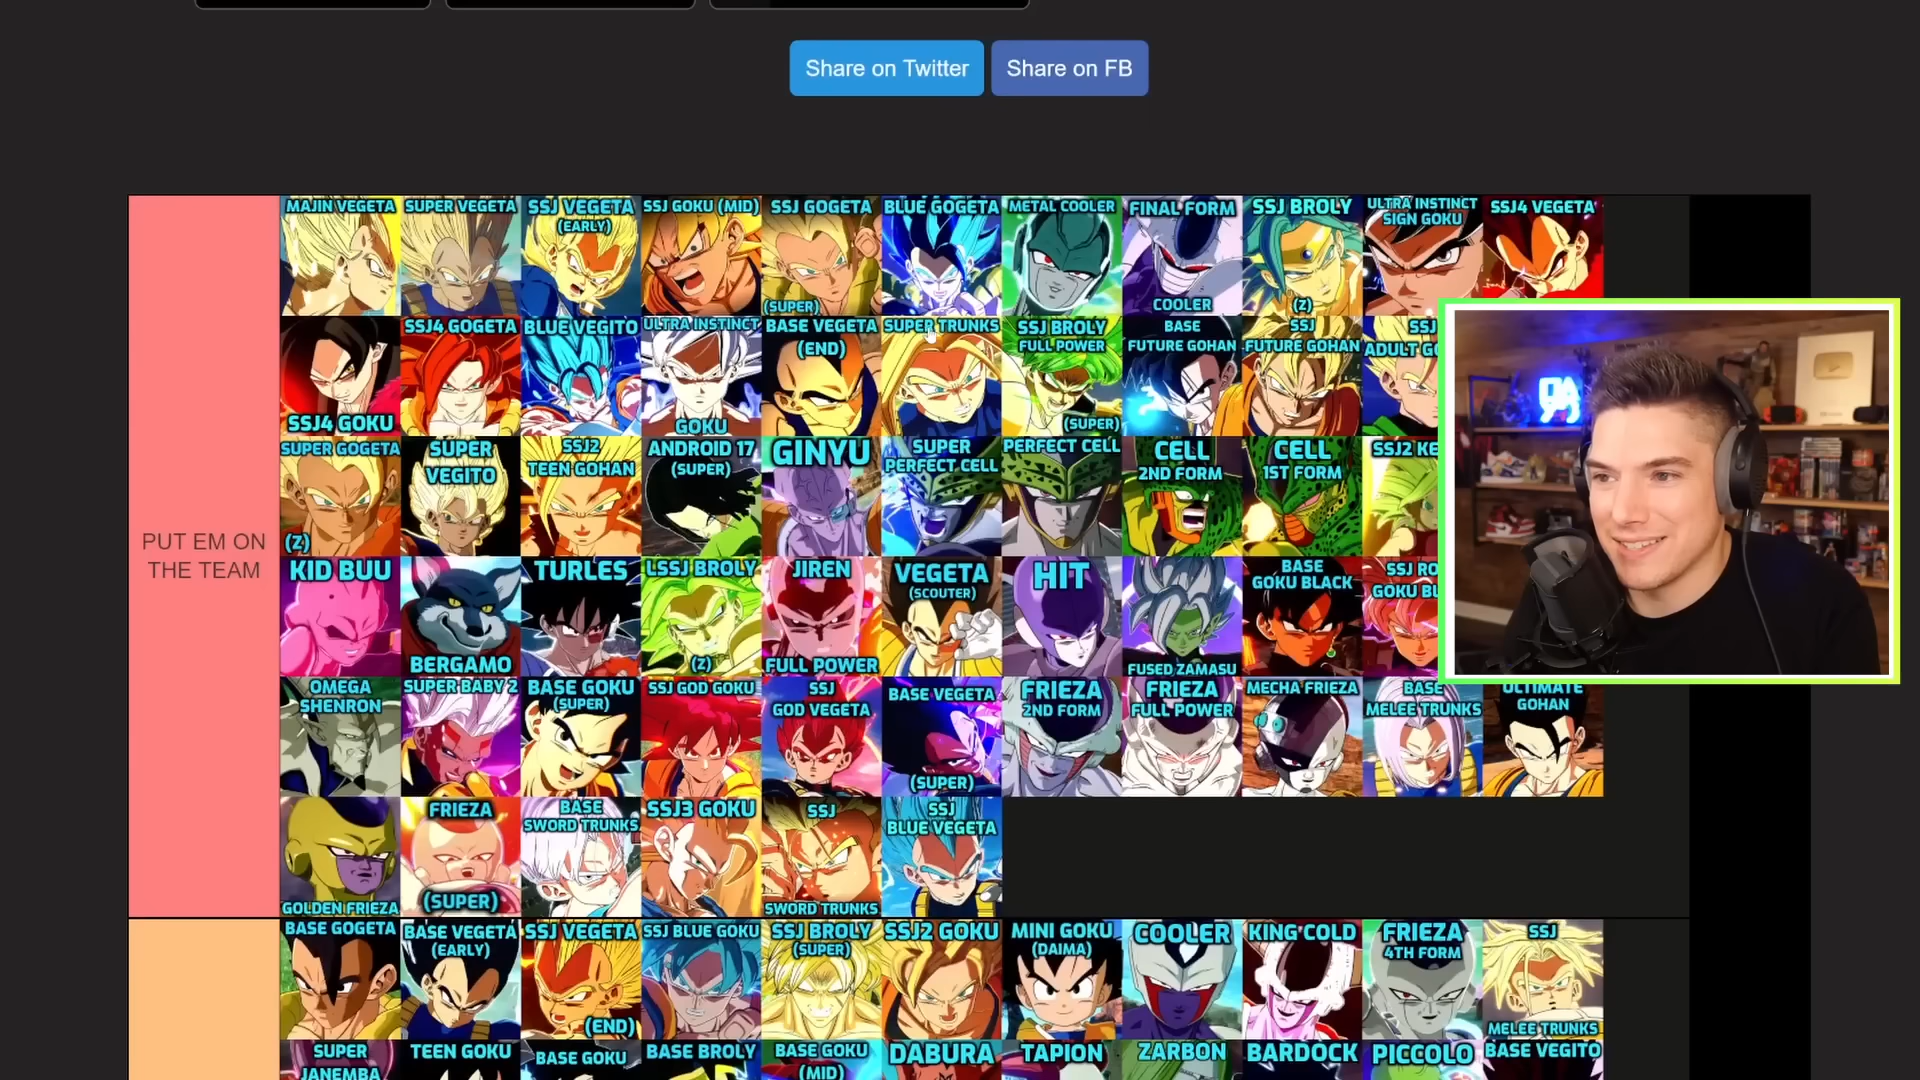 Share on Twitter
Share on FB
PUT EM ON
THE TEAM
MAJIN VEGETA
SUPER VEGETA
SSJ VEGETA
(EARLY)
SSJ GOKU (MID)
SSJ GOGETA
(SUPER)
BLUE GOGETA
METAL COOLER
FINAL FORM
COOLER
SSJ BROLY
(Z)
ULTRA INSTINCT
SIGN GOKU
SSJ4 VEGETA
SSJ4 GOKU
SSJ4 GOGETA
BLUE VEGITO
ULTRA INSTINCT
GOKU
BASE VEGETA
(END)
SUPER TRUNKS
SSJ BROLY
FULL POWER
(SUPER)
BASE
FUTURE GOHAN
SSJ
FUTURE GOHAN
SSJ
ADULT GO
SUPER GOGETA
(Z)
SUPER
VEGITO
SSJ2
TEEN GOHAN
ANDROID 17
(SUPER)
GINYU
SUPER
PERFECT CELL
PERFECT CELL
CELL
2ND FORM
CELL
1ST FORM
SSJ2 KE
KID BUU
BERGAMO
TURLES
LSSJ BROLY
(Z)
JIREN
FULL POWER
VEGETA
(SCOUTER)
HIT
FUSED ZAMASU
BASE
GOKU BLACK
SSJ RO
GOKU BL
OMEGA
SHENRON
SUPER BABY 2
BASE GOKU
(SUPER)
SSJ GOD GOKU
SSJ
GOD VEGETA
BASE VEGETA
(SUPER)
FRIEZA
2ND FORM
FRIEZA
FULL POWER
MECHA FRIEZA
BASE
MELEE TRUNKS
ULTIMATE
GOHAN
GOLDEN FRIEZA
FRIEZA
(SUPER)
BASE
SWORD TRUNKS
SSJ3 GOKU
SSJ
SWORD TRUNKS
SSJ
BLUE VEGETA
BASE GOGETA
BASE VEGETA
(EARLY)
SSJ VEGETA
(END)
SSJ BLUE GOKU
SSJ BROLY
(SUPER)
SSJ2 GOKU
MINI GOKU
(DAIMA)
COOLER
KING COLD
FRIEZA
4TH FORM
SSJ
MELEE TRUNKS
SUPER
JANEMBA
TEEN GOKU
BASE GOKU
BASE BROLY
BASE GOKU
(MID)
DABURA
TAPION
ZARBON
BARDOCK
PICCOLO
BASE VEGITO